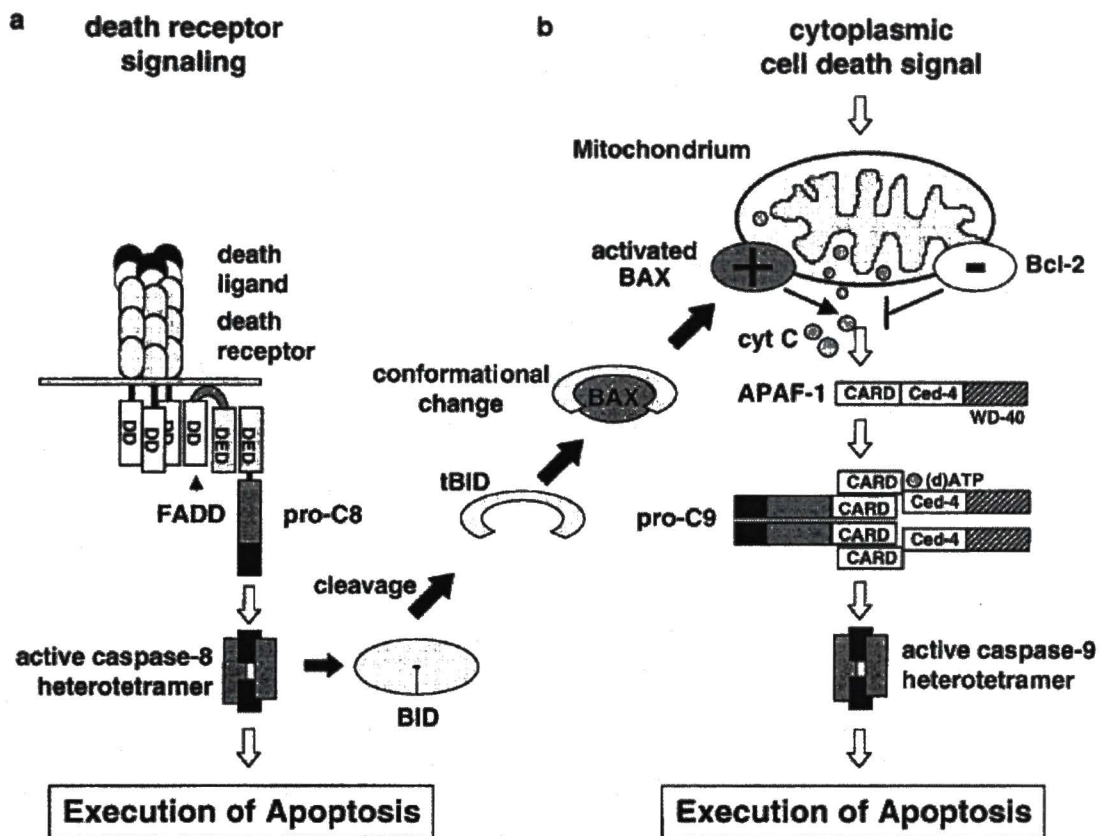 a
death receptor
signaling
death
ligand
death
receptor
DD
DD
DD
DD
DED
DED
FADD
pro-C8
active caspase-8
heterotetramer
Execution of Apoptosis
cleavage
BID
tBID
conformational
change
BAX
b
cytoplasmic
cell death signal
Mitochondrium
activated
BAX
+
-
Bcl-2
cyt C
APAF-1
CARD
Ced-4
WD-40
CARD
(d)ATP
Ced-4
pro-C9
CARD
CARD
Ced-4
CARD
active caspase-9
heterotetramer
Execution of Apoptosis